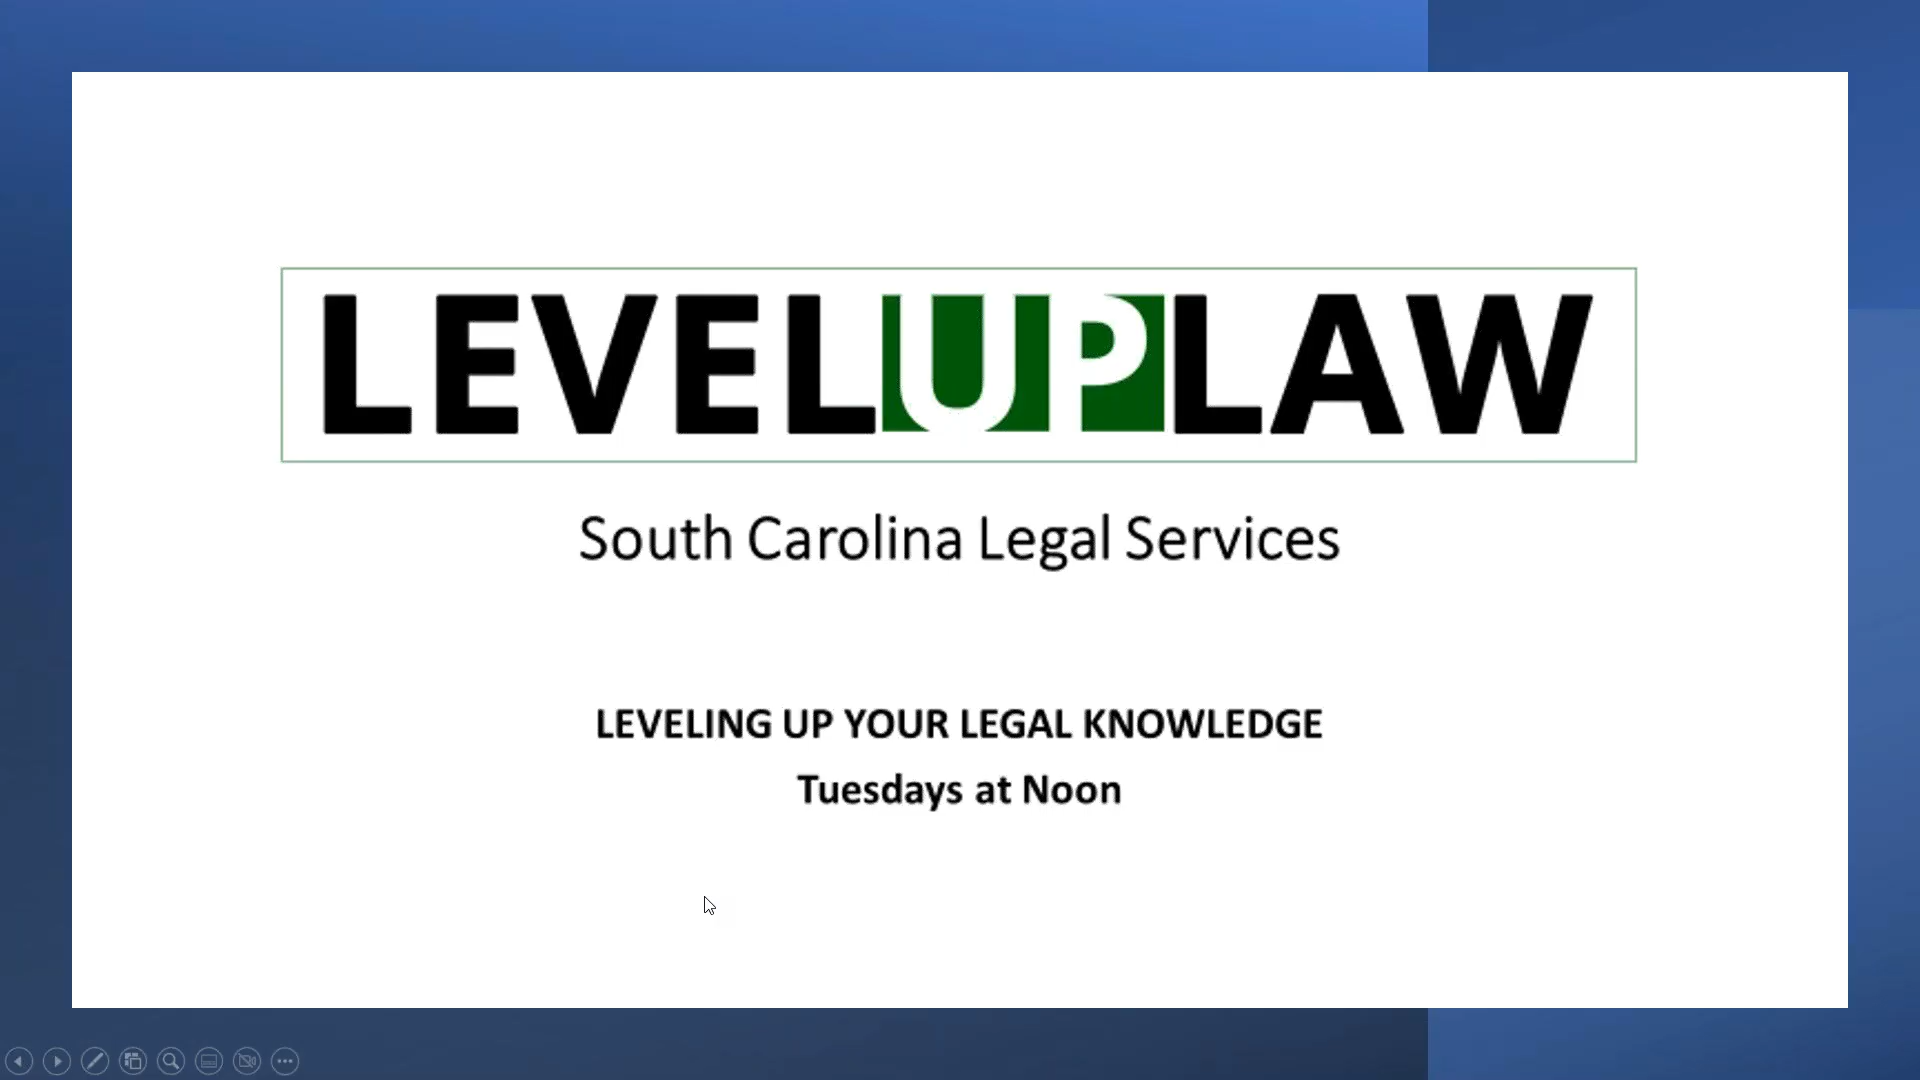 LEVELUPLAW
South Carolina Legal Services
LEVELING UP YOUR LEGAL KNOWLEDGE
Tuesdays at Noon